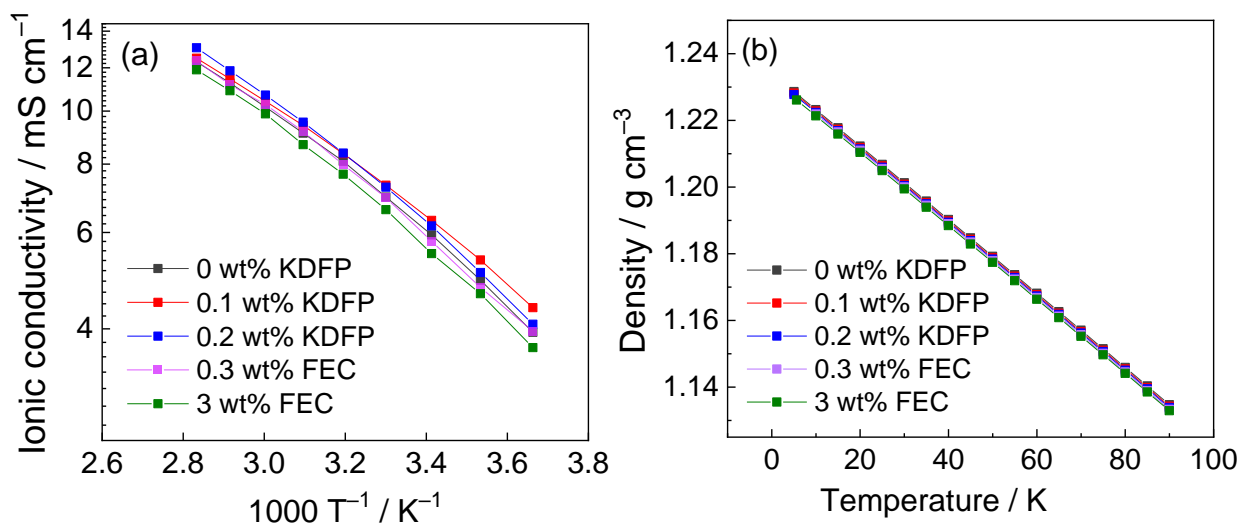 (a)
Ionic conductivity / mS cm⁻¹
14
12
10
8
6
4
0 wt% KDFP
0.1 wt% KDFP
0.2 wt% KDFP
0.3 wt% FEC
3 wt% FEC
2.6 2.8 3.0 3.2 3.4 3.6 3.8
1000 T⁻¹ / K⁻¹
(b)
Density / g cm⁻³
1.24
1.22
1.20
1.18
1.16
1.14
0 wt% KDFP
0.1 wt% KDFP
0.2 wt% KDFP
0.3 wt% FEC
3 wt% FEC
0 20 40 60 80 100
Temperature / K